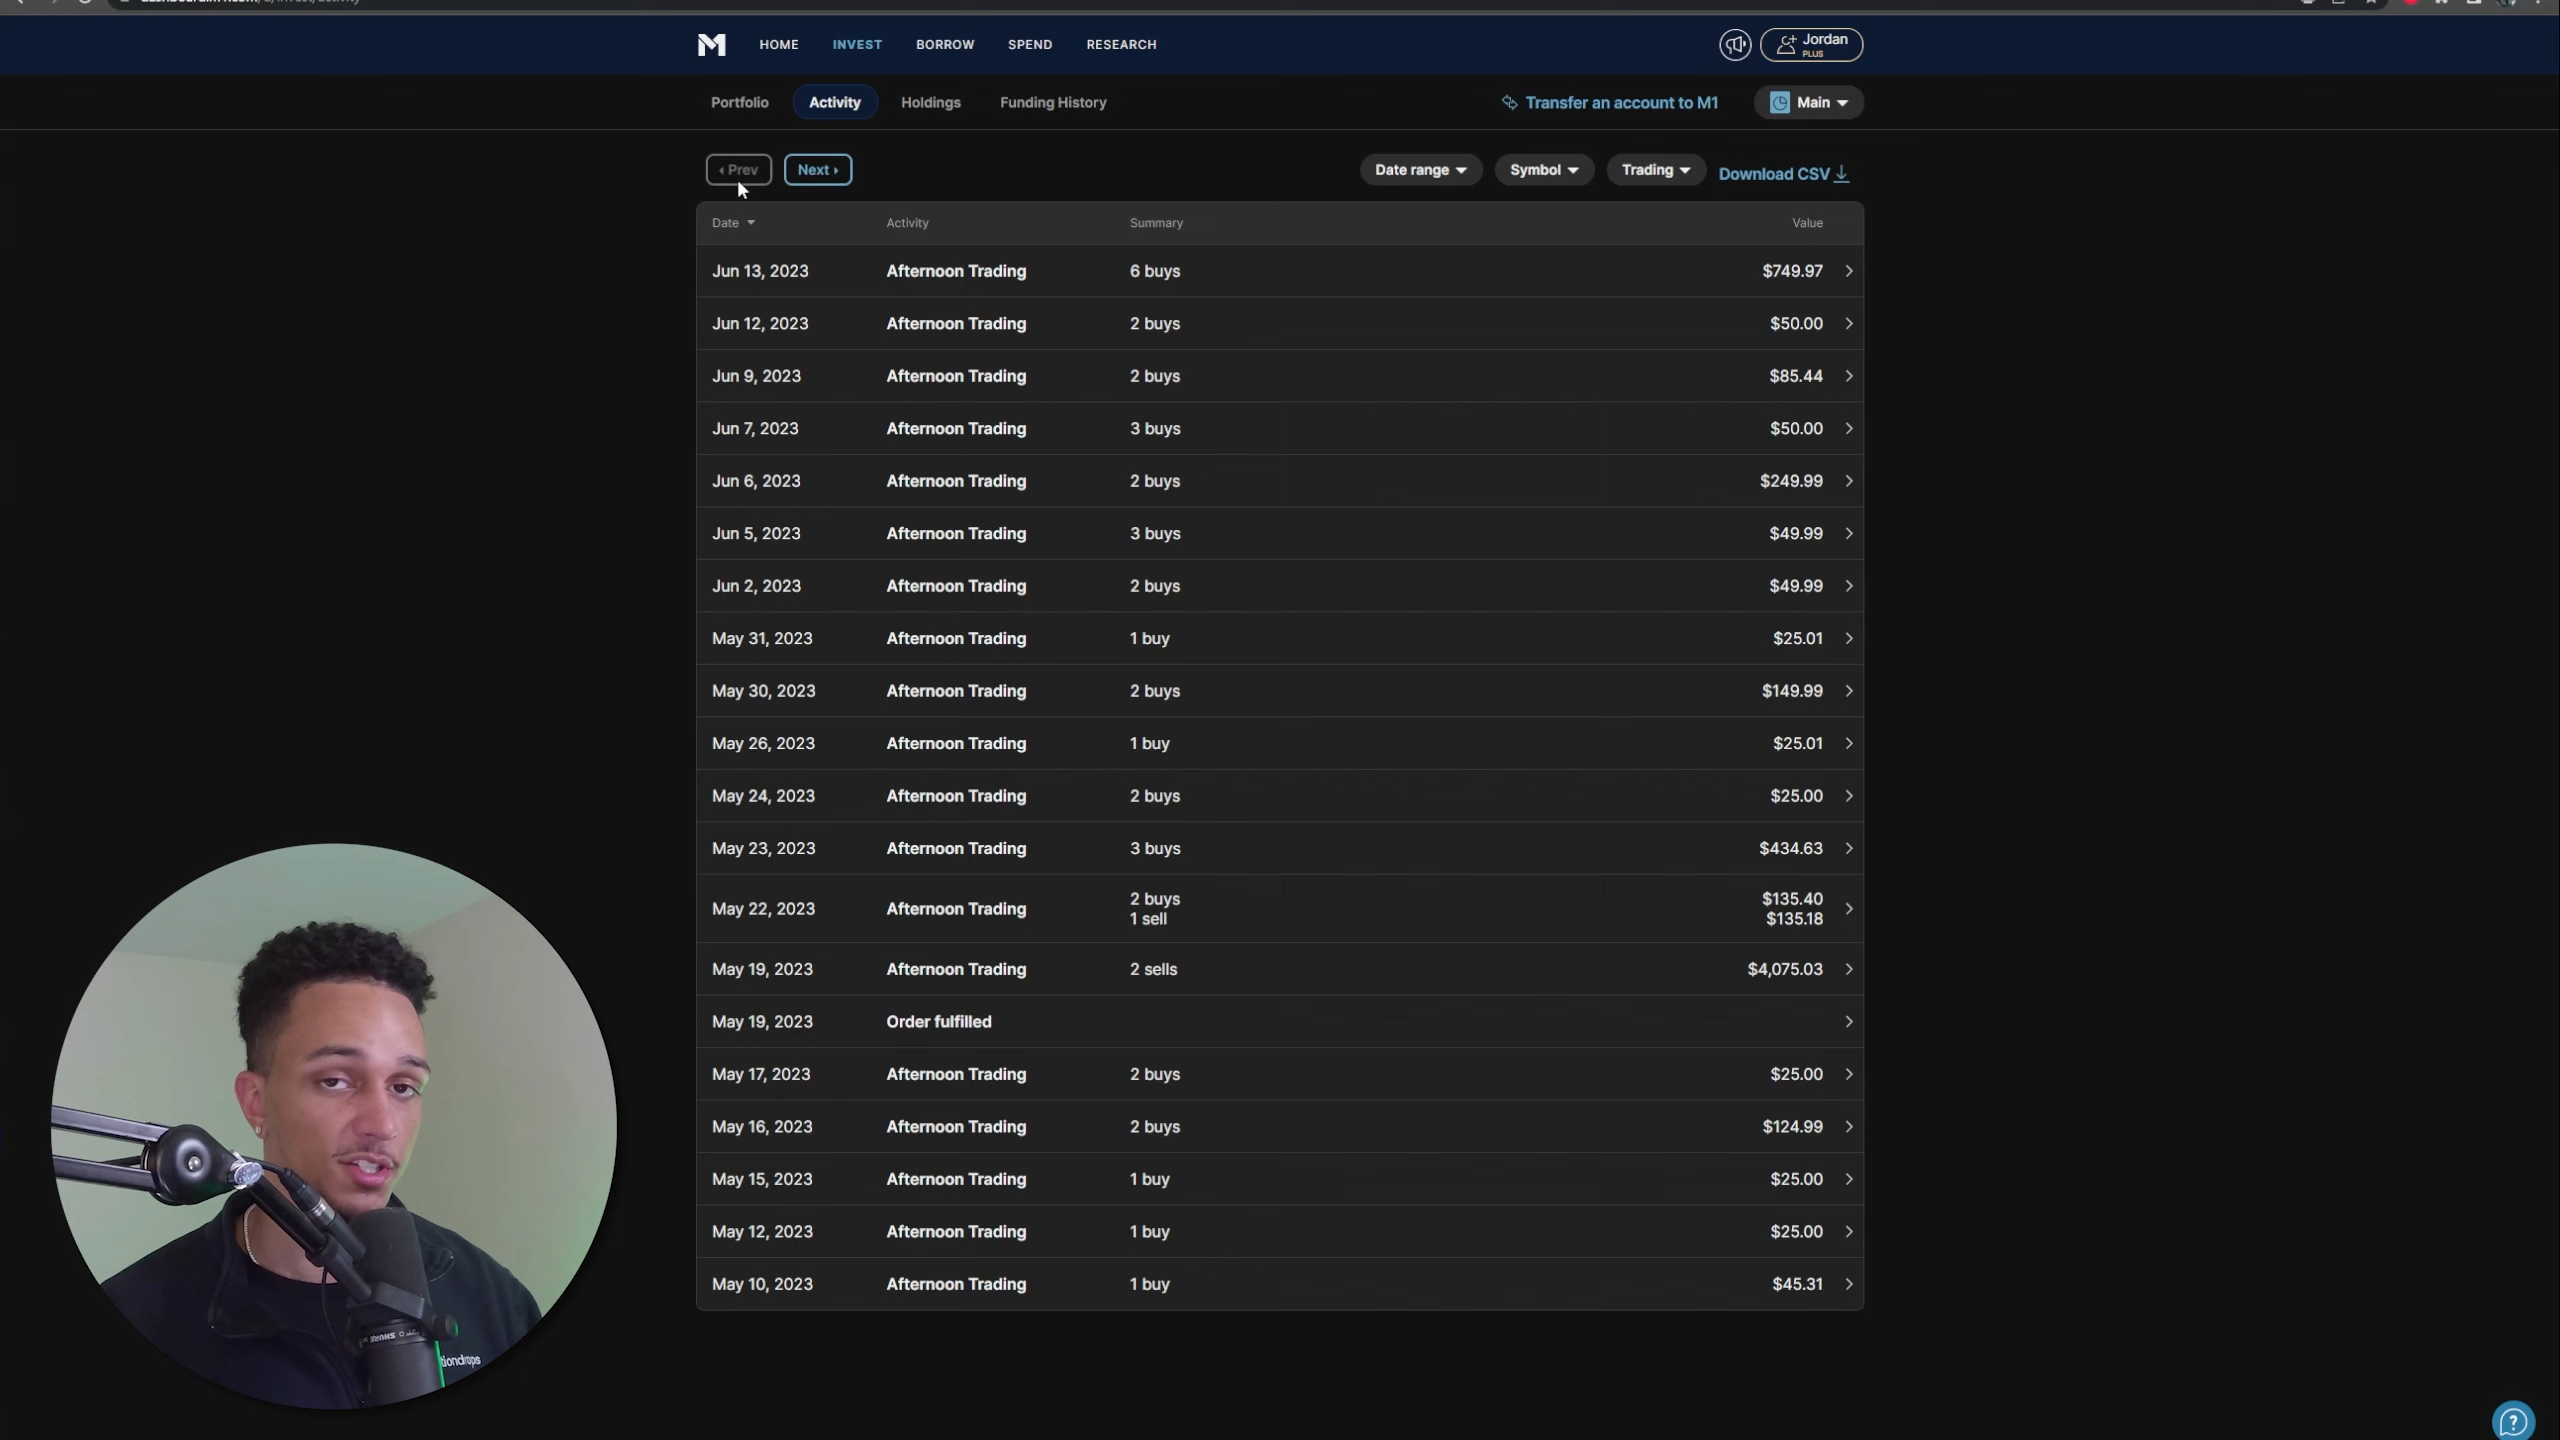 HOME INVEST BORROW SPEND RESEARCH
Jordan
PLUS
Portfolio Activity Holdings Funding History Transfer an account to M1 Main
Prev Next Date range Symbol Trading Download CSV
Date Activity Summary Value
Jun 13, 2023 Afternoon Trading 6 buys $749.97
Jun 12, 2023 Afternoon Trading 2 buys $50.00
Jun 9, 2023 Afternoon Trading 2 buys $85.44
Jun 7, 2023 Afternoon Trading 3 buys $50.00
Jun 6, 2023 Afternoon Trading 2 buys $249.99
Jun 5, 2023 Afternoon Trading 3 buys $49.99
Jun 2, 2023 Afternoon Trading 2 buys $49.99
May 31, 2023 Afternoon Trading 1 buy $25.01
May 30, 2023 Afternoon Trading 2 buys $149.99
May 26, 2023 Afternoon Trading 1 buy $25.01
May 24, 2023 Afternoon Trading 2 buys $25.00
May 23, 2023 Afternoon Trading 3 buys $434.63
May 22, 2023 Afternoon Trading 2 buys $135.40
1 sell $135.18
May 19, 2023 Afternoon Trading 2 sells $4,075.03
May 19, 2023 Order fulfilled
May 17, 2023 Afternoon Trading 2 buys $25.00
May 16, 2023 Afternoon Trading 2 buys $124.99
May 15, 2023 Afternoon Trading 1 buy $25.00
May 12, 2023 Afternoon Trading 1 buy $25.00
May 10, 2023 Afternoon Trading 1 buy $45.31
SHURE
tiondrops
?